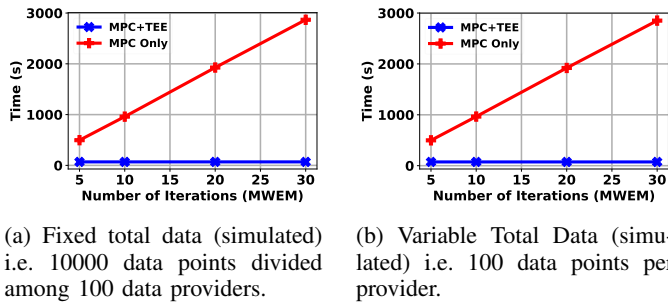 3000
2000
1000
0
Time (s)
MPC+TEE
MPC Only
5 10 15 20 25 30
Number of Iterations (MWEM)
(a) Fixed total data (simulated)
i.e. 10000 data points divided
among 100 data providers.
3000
2000
1000
0
Time (s)
MPC+TEE
MPC Only
5 10 15 20 25 30
Number of Iterations (MWEM)
(b) Variable Total Data (simu-
lated) i.e. 100 data points per
provider.